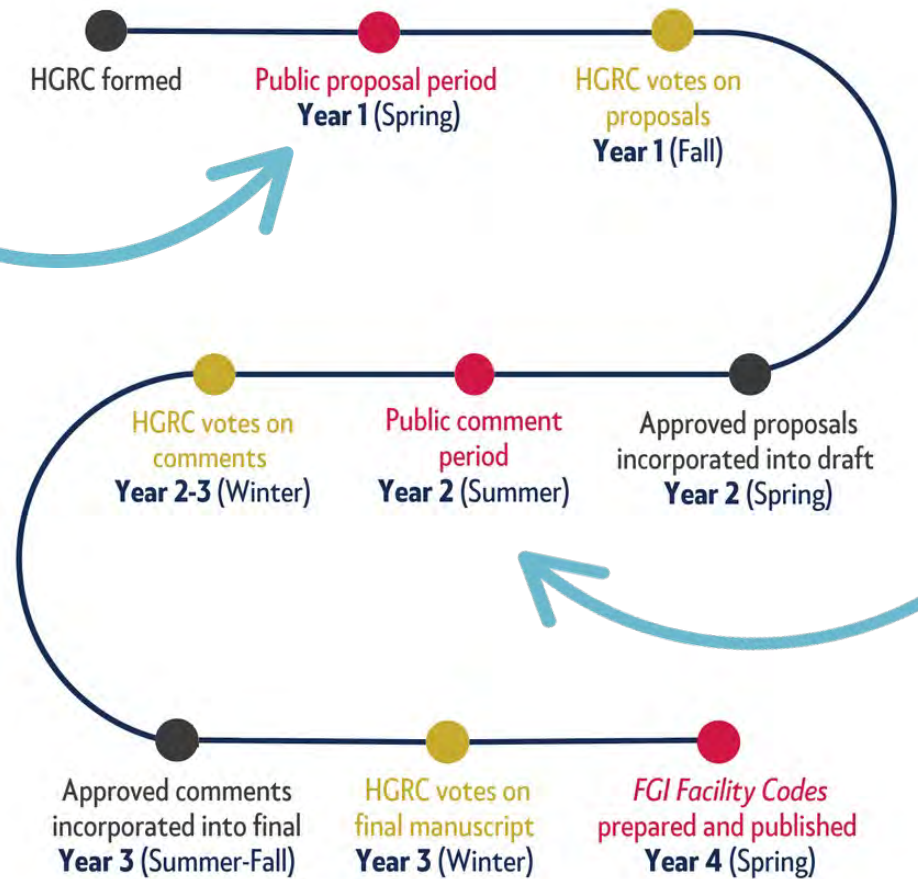 HGRC formed
Public proposal period
Year 1 (Spring)
HGRC votes on
proposals
Year 1 (Fall)
HGRC votes on
comments
Year 2-3 (Winter)
Public comment
period
Year 2 (Summer)
Approved proposals
incorporated into draft
Year 2 (Spring)
Approved comments
incorporated into final
Year 3 (Summer-Fall)
HGRC votes on
final manuscript
Year 3 (Winter)
FGI Facility Codes
prepared and published
Year 4 (Spring)